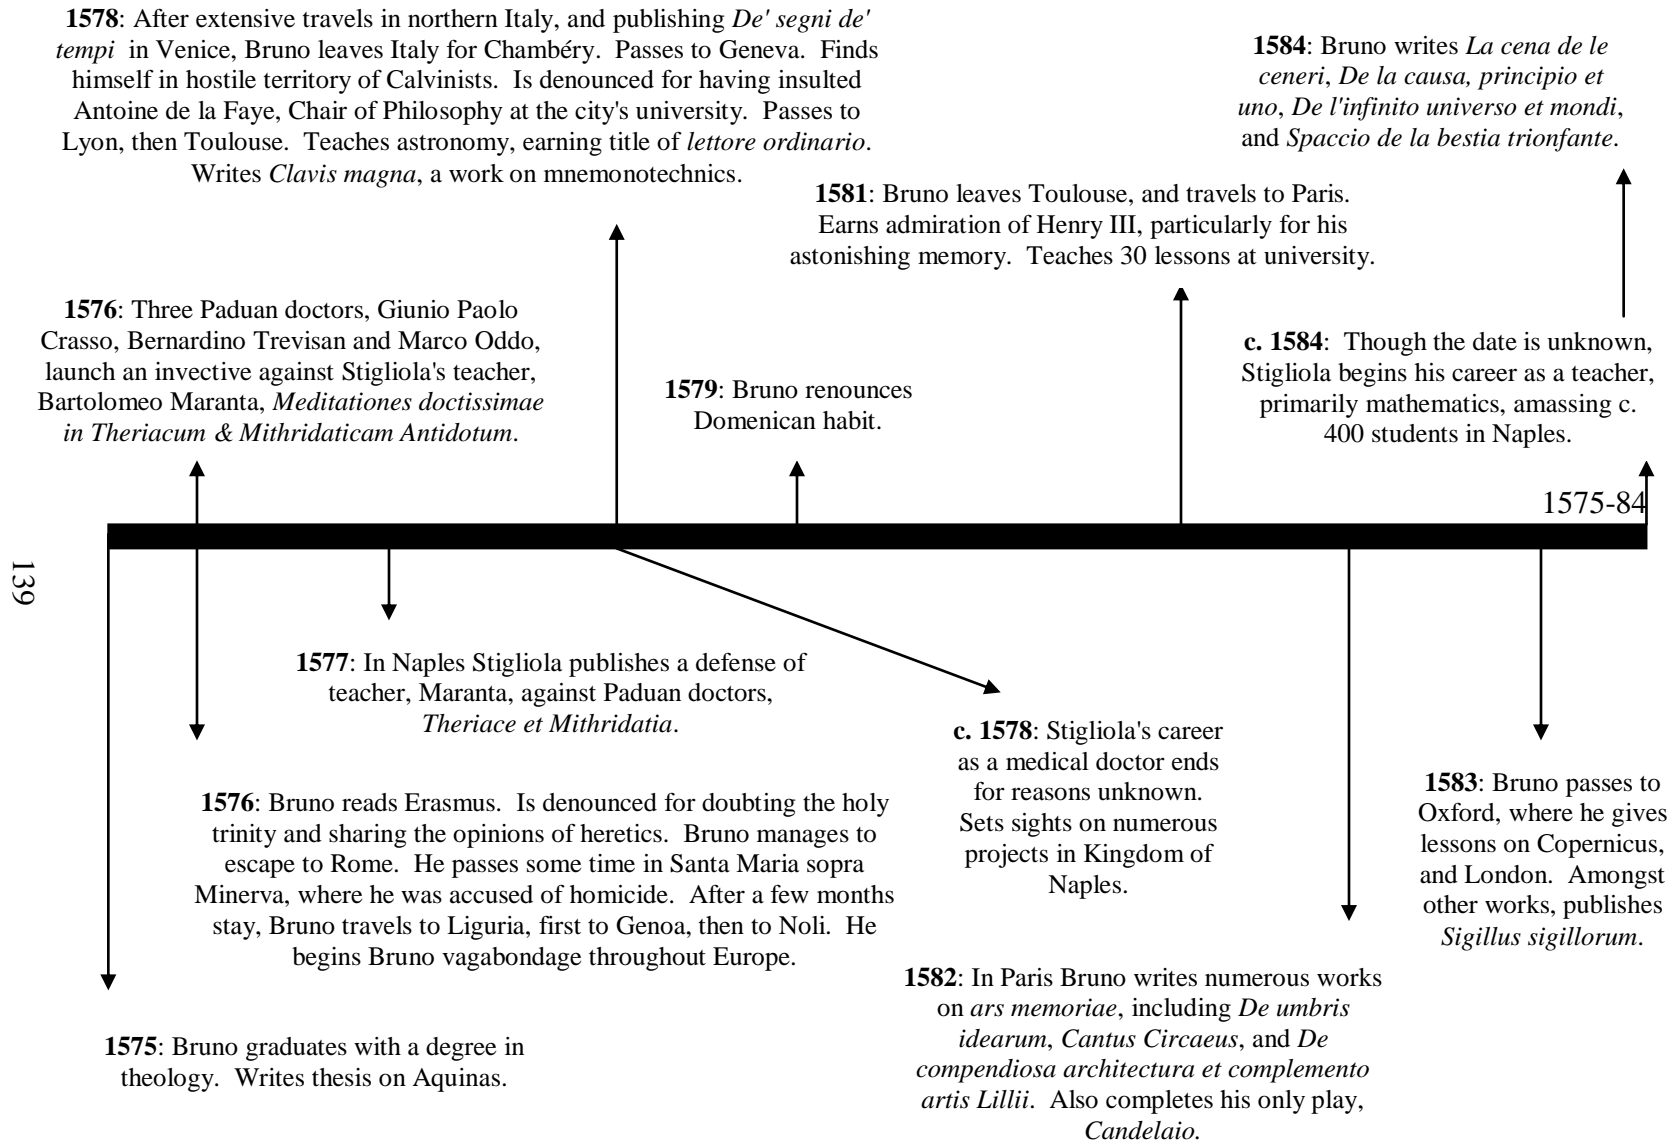 1578: After extensive travels in northern Italy, and publishing De' segni de'
tempi in Venice, Bruno leaves Italy for Chambéry. Passes to Geneva. Finds
himself in hostile territory of Calvinists. Is denounced for having insulted
Antoine de la Faye, Chair of Philosophy at the city's university. Passes to
Lyon, then Toulouse. Teaches astronomy, earning title of lettore ordinario.
Writes Clavis magna, a work on mnemonotechnics.
1584: Bruno writes La cena de le
ceneri, De la causa, principio et
uno, De l'infinito universo et mondi,
and Spaccio de la bestia trionfante.
1581: Bruno leaves Toulouse, and travels to Paris.
Earns admiration of Henry III, particularly for his
astonishing memory. Teaches 30 lessons at university.
1576: Three Paduan doctors, Giunio Paolo
Crasso, Bernardino Trevisan and Marco Oddo,
launch an invective against Stigliola's teacher,
Bartolomeo Maranta, Meditationes doctissimae
in Theriacum & Mithridaticam Antidotum.
1579: Bruno renounces
Domenican habit.
c. 1584: Though the date is unknown,
Stigliola begins his career as a teacher,
primarily mathematics, amassing c.
400 students in Naples.
1575-84
139
1577: In Naples Stigliola publishes a defense of
teacher, Maranta, against Paduan doctors,
Theriace et Mithridatia.
c. 1578: Stigliola's career
as a medical doctor ends
for reasons unknown.
Sets sights on numerous
projects in Kingdom of
Naples.
1583: Bruno passes to
Oxford, where he gives
lessons on Copernicus,
and London. Amongst
other works, publishes
Sigillus sigillorum.
1576: Bruno reads Erasmus. Is denounced for doubting the holy
trinity and sharing the opinions of heretics. Bruno manages to
escape to Rome. He passes some time in Santa Maria sopra
Minerva, where he was accused of homicide. After a few months
stay, Bruno travels to Liguria, first to Genoa, then to Noli. He
begins Bruno vagabondage throughout Europe.
1582: In Paris Bruno writes numerous works
on ars memoriae, including De umbris
idearum, Cantus Circaeus, and De
compendiosa architectura et complemento
artis Lillii. Also completes his only play,
Candelaio.
1575: Bruno graduates with a degree in
theology. Writes thesis on Aquinas.